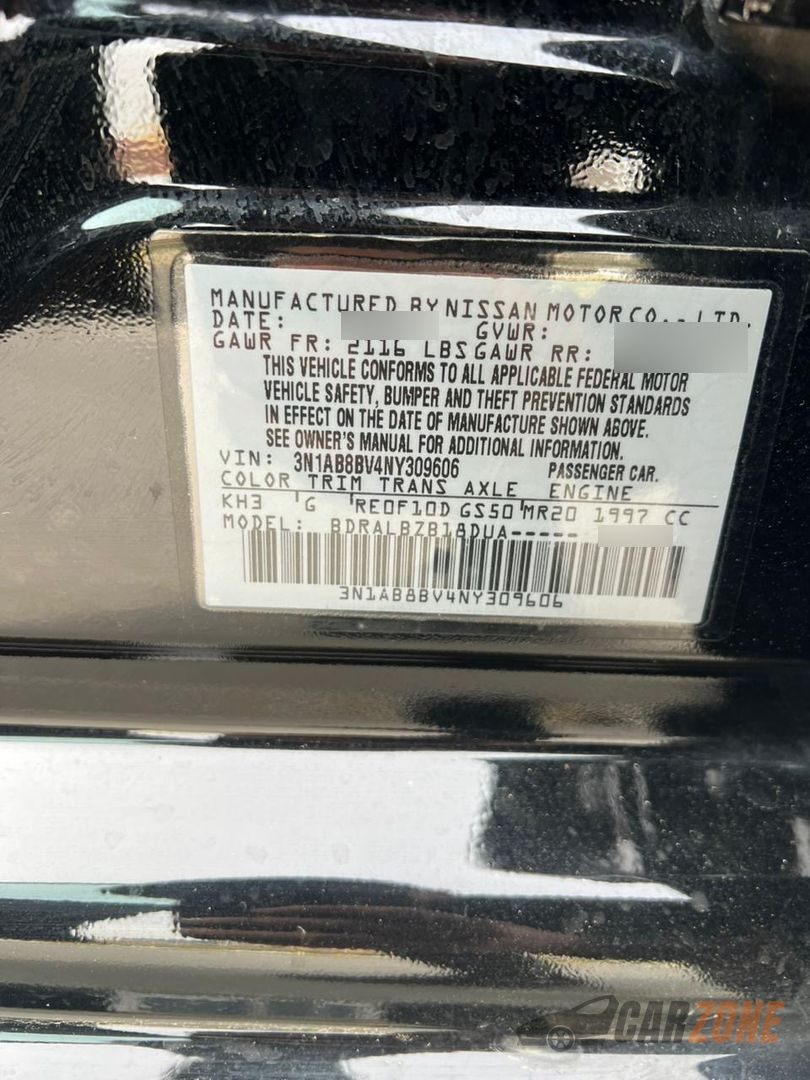 MANUFACTURED BY NISSAN MOTOR CO., LTD.
DATE: GVWR:
GAWR FR: 2116 LBS GAWR RR:
THIS VEHICLE CONFORMS TO ALL APPLICABLE FEDERAL MOTOR
VEHICLE SAFETY, BUMPER AND THEFT PREVENTION STANDARDS
IN EFFECT ON THE DATE OF MANUFACTURE SHOWN ABOVE.
SEE OWNER'S MANUAL FOR ADDITIONAL INFORMATION.
VIN: 3N1AB8BV4NY309606 PASSENGER CAR.
COLOR TRIM TRANS AXLE ENGINE
KH3 G RE0F10D GS50 MR20 1997 CC
MODEL: BDRALBZB18DUA-----
3N1AB8BV4NY309606
CARZONE